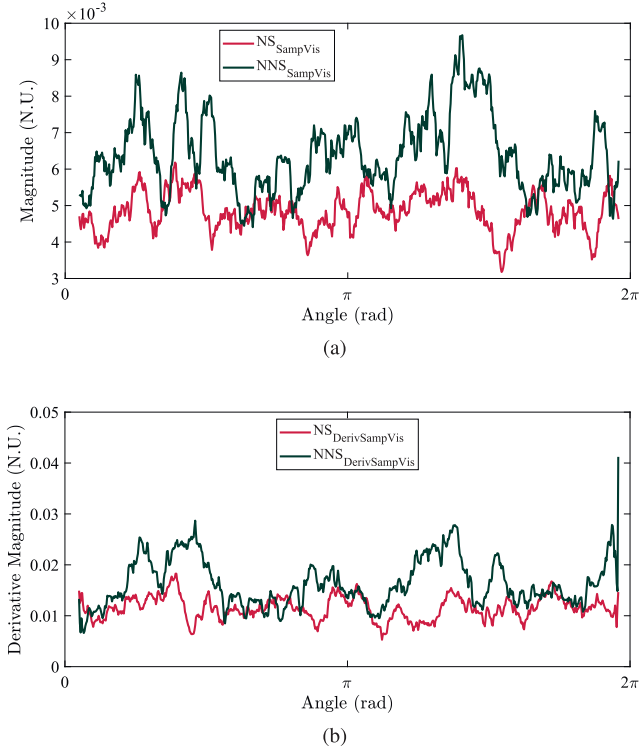 ×10⁻³
10
9
8
7
6
5
4
3
Magnitude (N.U.)
NS_SampVis
NNS_SampVis
0
π
2π
Angle (rad)
(a)
0.05
0.04
0.03
0.02
0.01
0
Derivative Magnitude (N.U.)
NS_DerivSampVis
NNS_DerivSampVis
0
π
2π
Angle (rad)
(b)